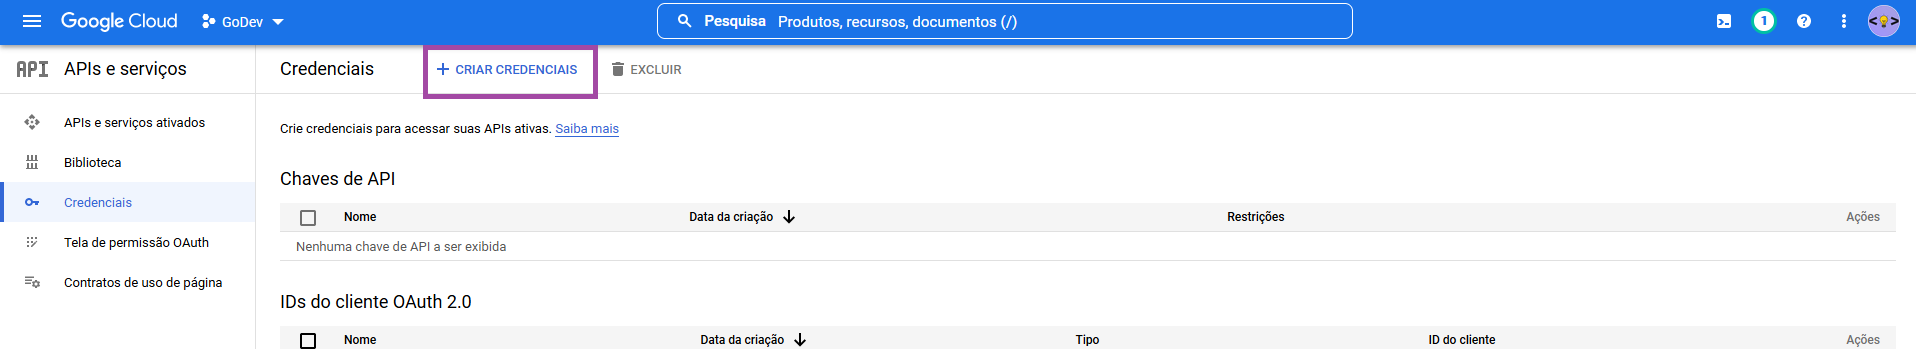 Google Cloud GoDev Pesquisa Produtos, recursos, documentos (/) 1
API APIs e serviços Credenciais + CRIAR CREDENCIAIS EXCLUIR
APIs e serviços ativados
Biblioteca
Credenciais
Tela de permissão OAuth
Contratos de uso de página
Crie credenciais para acessar suas APIs ativas. Saiba mais
Chaves de API
Nome Data da criação Restrições Ações
Nenhuma chave de API a ser exibida
IDs do cliente OAuth 2.0
Nome Data da criação Tipo ID do cliente Ações